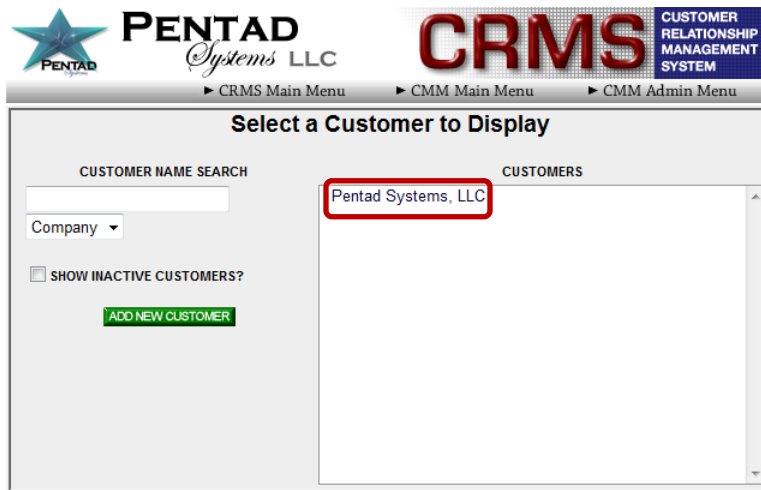 PENTAD
Systems LLC
PENTAD
Systems
CRMS
CUSTOMER
RELATIONSHIP
MANAGEMENT
SYSTEM
► CRMS Main Menu ► CMM Main Menu ► CMM Admin Menu
Select a Customer to Display
CUSTOMER NAME SEARCH
CUSTOMERS
Pentad Systems, LLC
Company
SHOW INACTIVE CUSTOMERS?
ADD NEW CUSTOMER